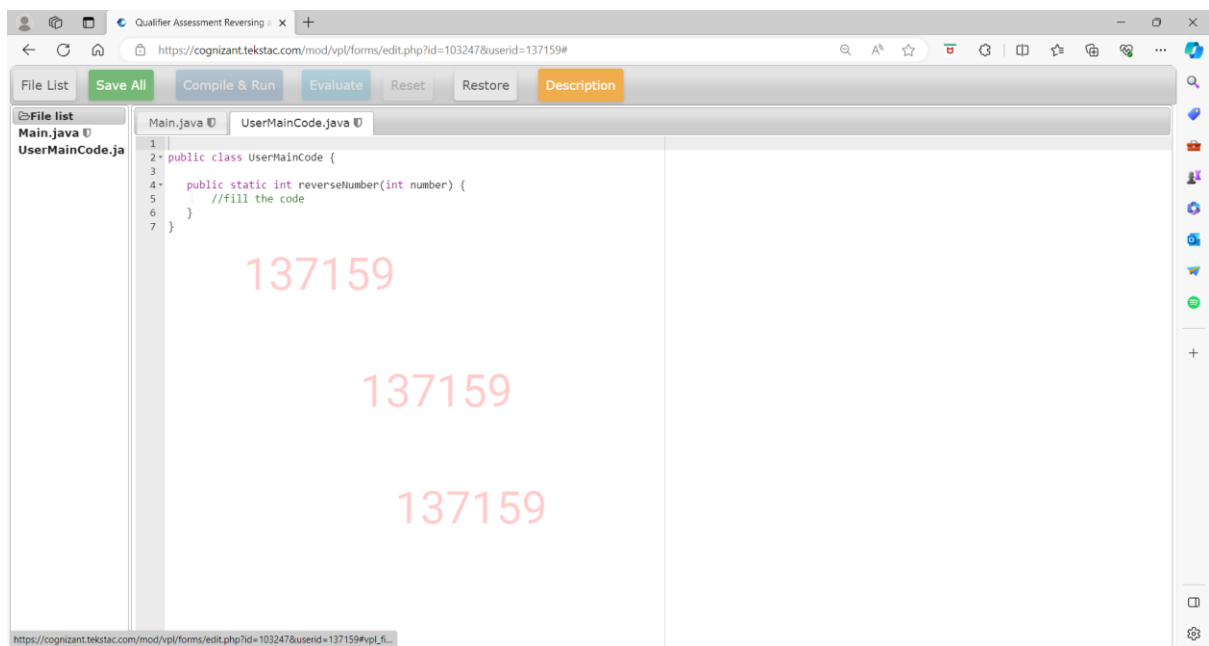 Qualifier Assessment Reversing a
https://cognizant.tekstac.com/mod/vpl/forms/edit.php?id=103247&userid=137159#
File List
Save All
Compile & Run
Evaluate
Reset
Restore
Description
File list
Main.java
UserMainCode.ja
Main.java
UserMainCode.java
1
2 public class UserMainCode {
3
4 public static int reverseNumber(int number) {
5 //fill the code
6 }
7 }
137159
137159
137159
https://cognizant.tekstac.com/mod/vpl/forms/edit.php?id=103247&userid=137159#vpl_fi...